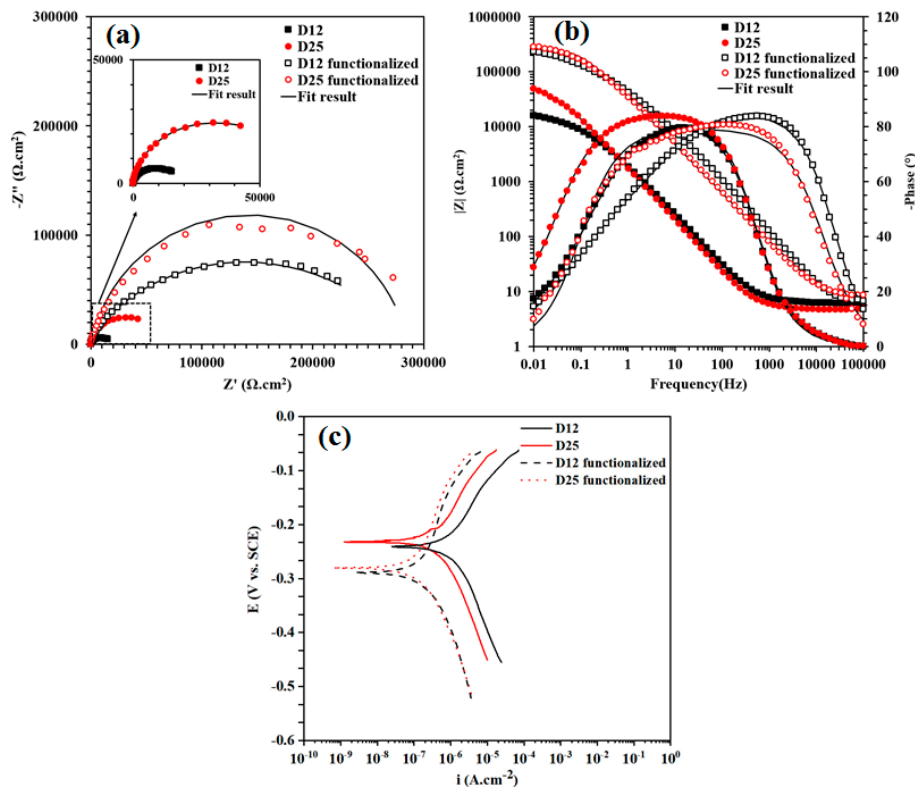 (a)
D12
D25
D12 functionalized
D25 functionalized
Fit result
300000
200000
100000
0
0
100000
200000
300000
-Z'' (Ω.cm²)
Z' (Ω.cm²)
50000
0
0
50000
D12
D25
Fit result
(b)
D12
D25
D12 functionalized
D25 functionalized
Fit result
1000000
100000
10000
1000
100
10
1
|Z| (Ω.cm²)
120
100
80
60
40
20
0
-Phase (°)
0.01
0.1
1
10
100
1000
10000
100000
Frequency(Hz)
(c)
D12
D25
D12 functionalized
D25 functionalized
0.0
-0.1
-0.2
-0.3
-0.4
-0.5
-0.6
E (V vs. SCE)
10⁻¹⁰
10⁻⁹
10⁻⁸
10⁻⁷
10⁻⁶
10⁻⁵
10⁻⁴
10⁻³
10⁻²
10⁻¹
10⁰
i (A.cm⁻²)